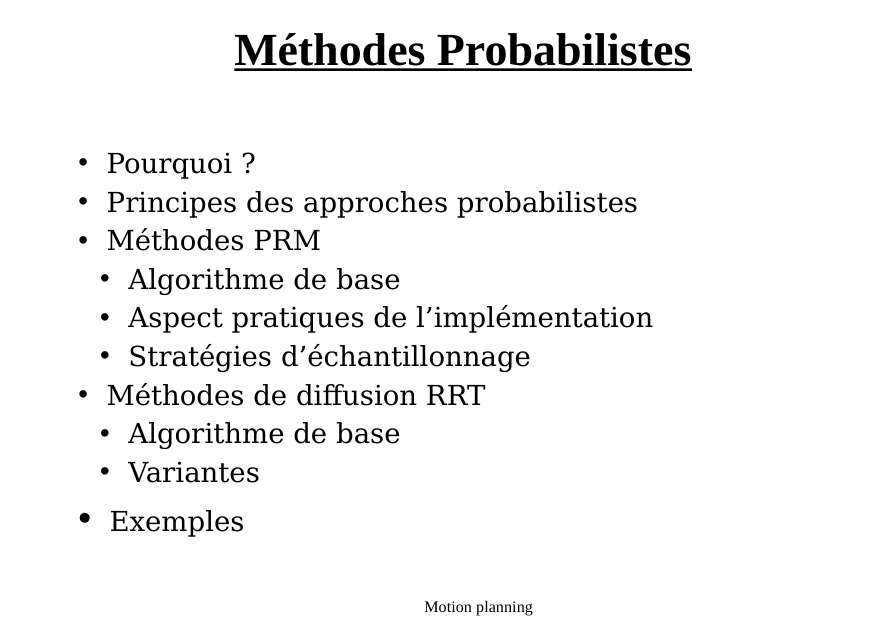 Méthodes Probabilistes
• Pourquoi ?
• Principes des approches probabilistes
• Méthodes PRM
• Algorithme de base
• Aspect pratiques de l’implémentation
• Stratégies d’échantillonnage
• Méthodes de diffusion RRT
• Algorithme de base
• Variantes
• Exemples
Motion planning